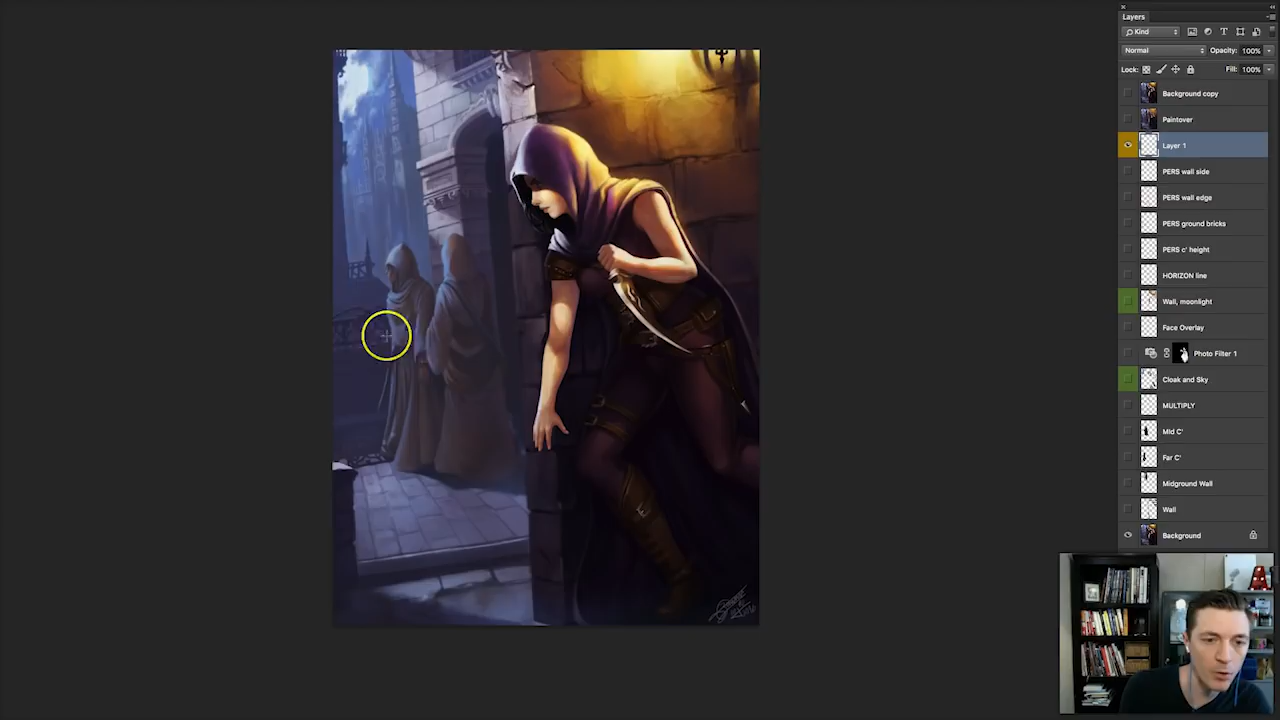 Layers
Kind
Normal
Opacity: 100%
Lock:
Fill: 100%
Background copy
Paintover
Layer 1
PERS wall side
PERS wall edge
PERS ground bricks
PERS c' height
HORIZON line
Wall, moonlight
Face Overlay
Photo Filter 1
Cloak and Sky
MULTIPLY
Mid C'
Far C'
Midground Wall
Wall
Background